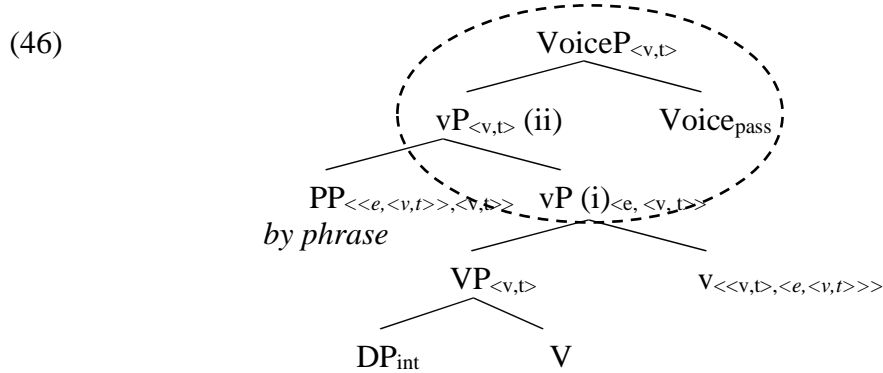 (46)
VoiceP<v,t>
vP<v,t> (ii) Voicepass
PP<<e,<v,t>>,<v,t>> vP (i)<e, <v, t>>
by phrase
VP<v,t> v<<v,t>,<e,<v,t>>>
DPint V